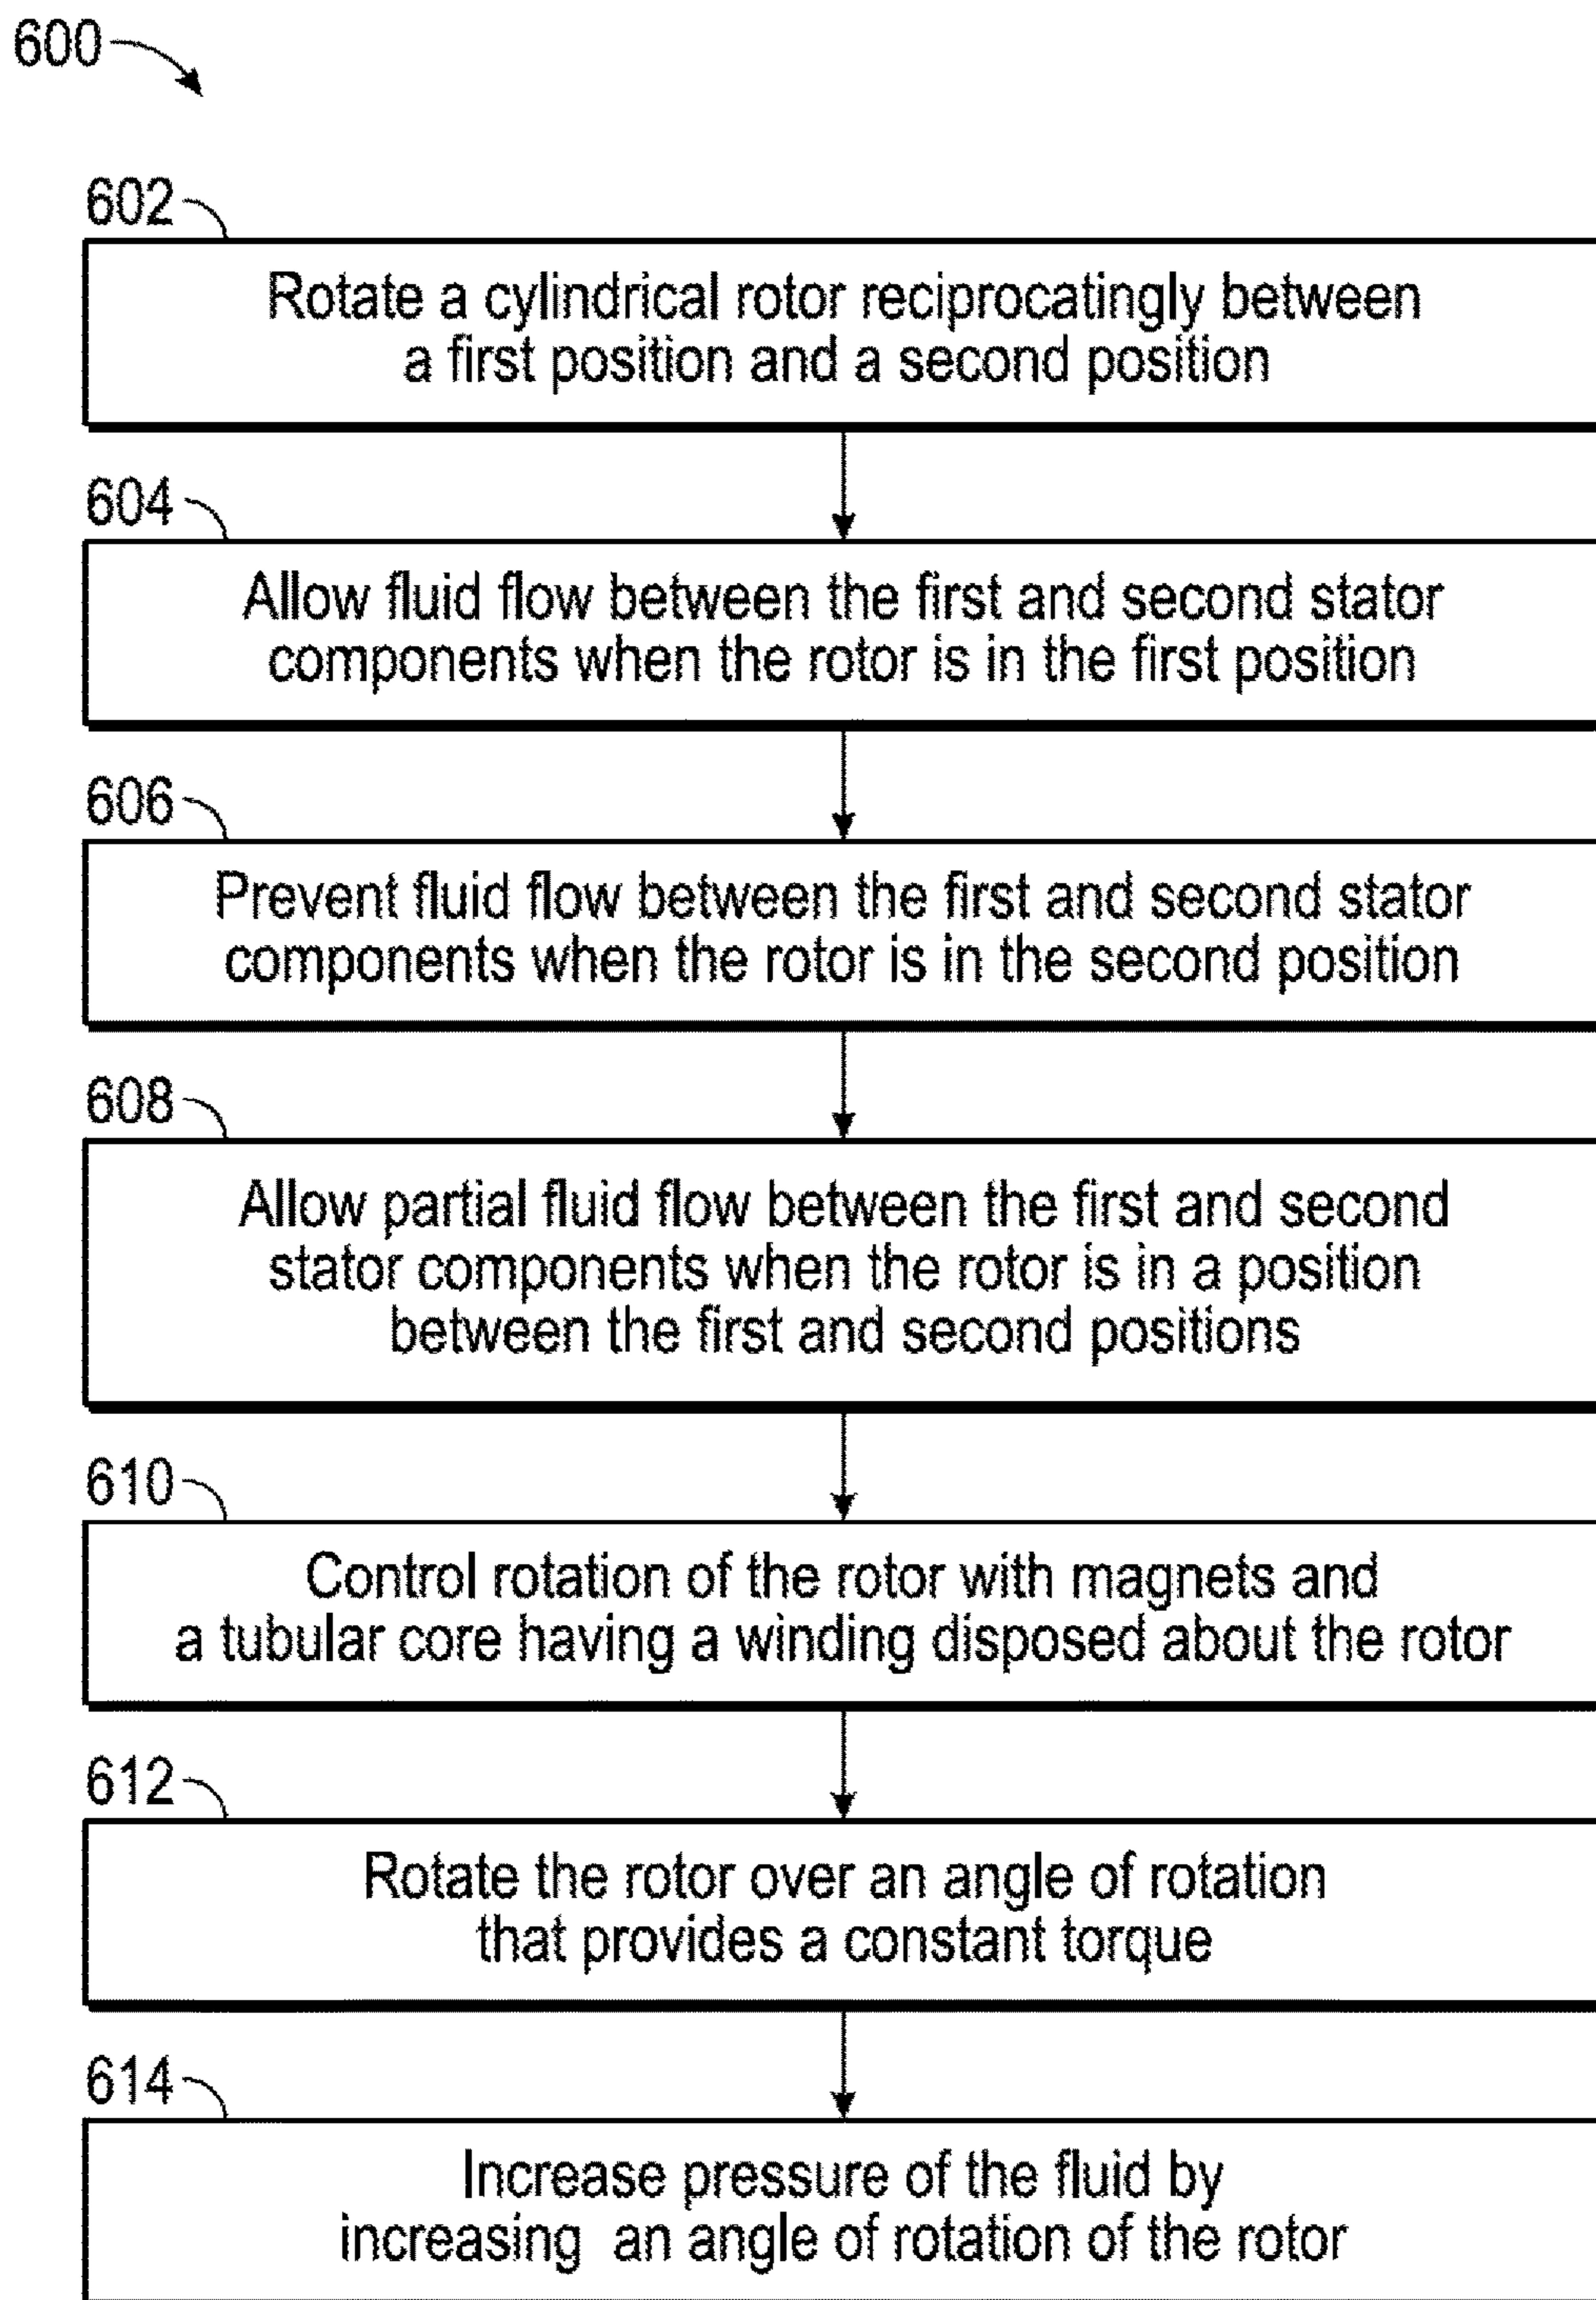 600
602
Rotate a cylindrical rotor reciprocatingly between
a first position and a second position
604
Allow fluid flow between the first and second stator
components when the rotor is in the first position
606
Prevent fluid flow between the first and second stator
components when the rotor is in the second position
608
Allow partial fluid flow between the first and second
stator components when the rotor is in a position
between the first and second positions
610
Control rotation of the rotor with magnets and
a tubular core having a winding disposed about the rotor
612
Rotate the rotor over an angle of rotation
that provides a constant torque
614
Increase pressure of the fluid by
increasing an angle of rotation of the rotor